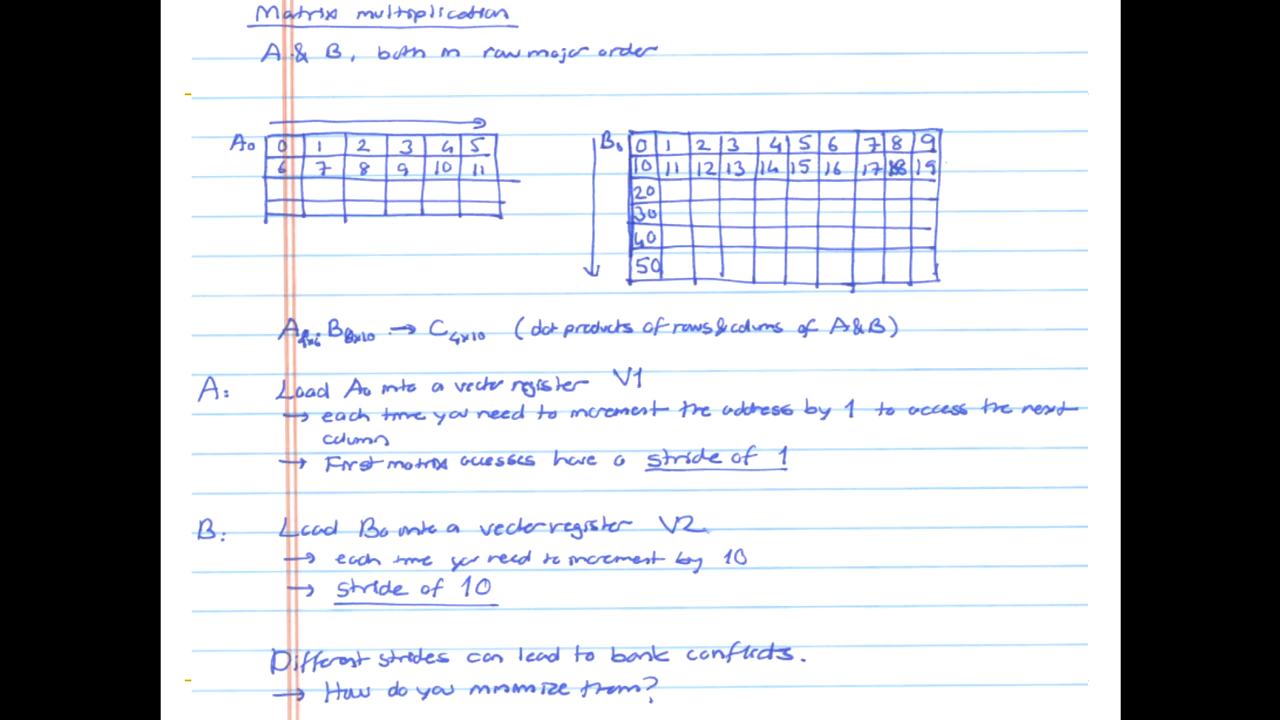 Matrix multiplication
A & B, both in row major order
A0 0 1 2 3 4 5
6 7 8 9 10 11
B0 0 1 2 3 4 5 6 7 8 9
10 11 12 13 14 15 16 17 18 19
20
30
40
50
A4x6 B6x10 → C4x10 (dot products of rows & colums of A&B)
A: Load A0 into a vector register V1
→ each time you need to increment the address by 1 to access the next
column
→ First matrix accesses have a stride of 1
B: Load B0 into a vector register V2
→ each time you need to increment by 10
→ stride of 10
Different strides can lead to bank conflicts.
→ How do you minimize them?